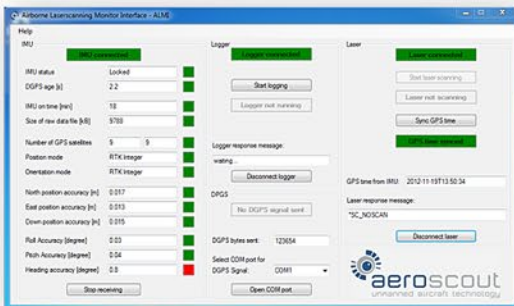 Airborne Laserscanning Monitor Interface - ALMI
Help
IMU
IMU connected
IMU status Locked
DGPS age [s] 2.2
IMU on time [min] 18
Size of raw data file [kB] 9788
Number of GPS satellites 9 9
Position mode RTK Integer
Orientation mode RTK Integer
North position accuracy [m] 0.017
East position accuracy [m] 0.013
Down position accuracy [m] 0.015
Roll Accuracy [degree] 0.03
Pitch Accuracy [degree] 0.04
Heading accuracy [degree] 0.8
Stop receiving
Logger
Logger connected
Start logging
Logger not running
Logger response message:
waiting...
Disconnect logger
DPGS
No DGPS signal sent
DGPS bytes sent: 123654
Select COM port for
DGPS Signal: COM1
Open COM port
Laser
Laser connected
Start laser scanning
Laser not scanning
Sync GPS time
GPS time synced
GPS time from IMU: 2012-11-19T13:50:34
Laser response message:
"SC_NOSCAN
Disconnect laser
aeroscout
unmanned aircraft technology